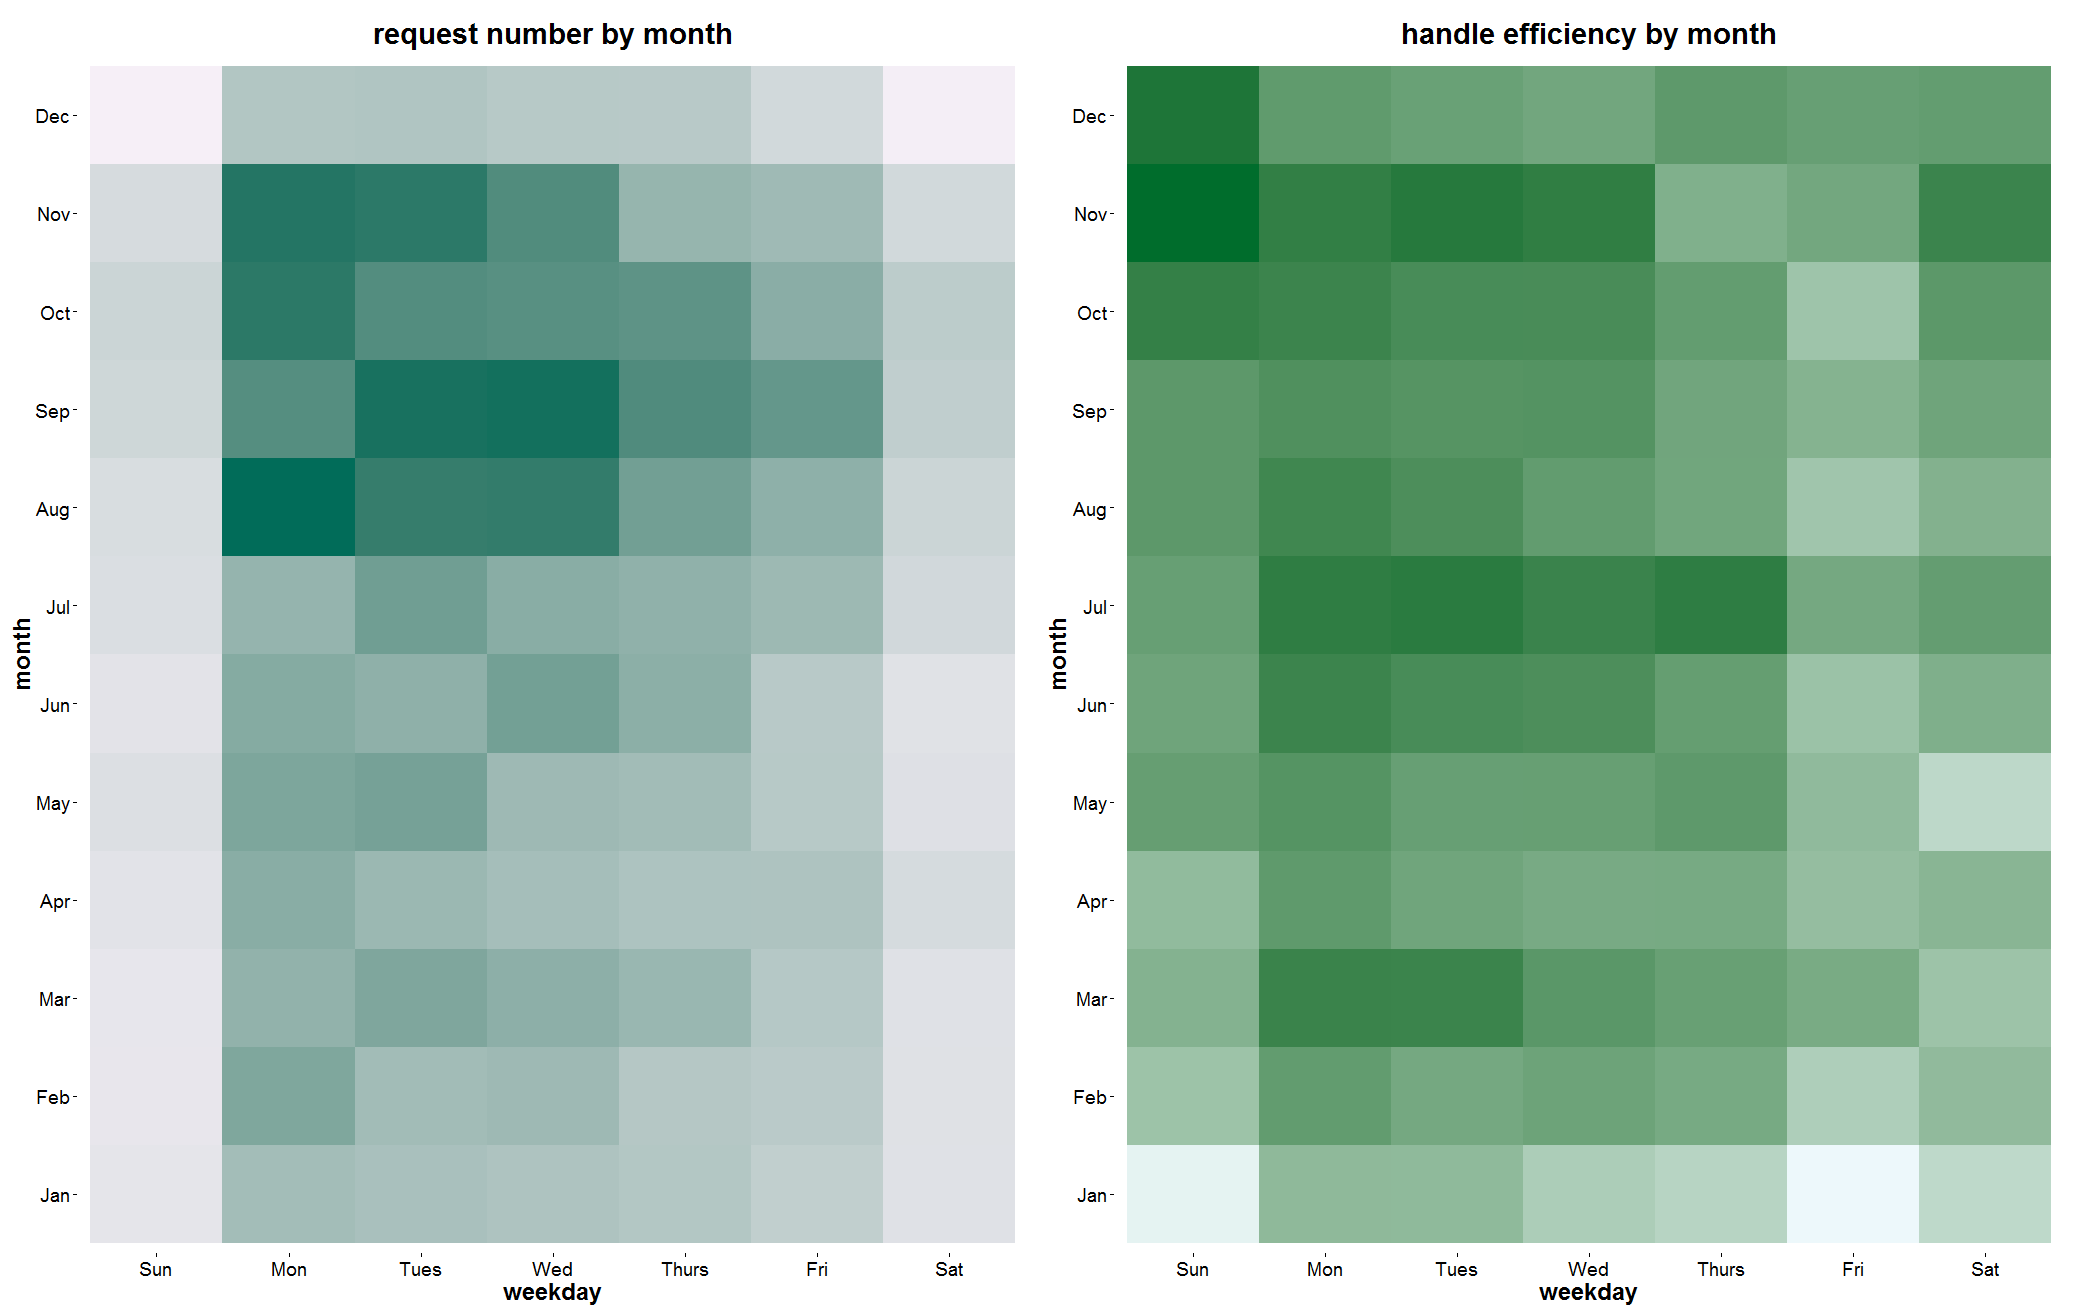 request number by month
Dec
Nov
Oct
Sep
Aug
Jul
Jun
May
Apr
Mar
Feb
Jan
month
Sun Mon Tues Wed Thurs Fri Sat
weekday
handle efficiency by month
Dec
Nov
Oct
Sep
Aug
Jul
Jun
May
Apr
Mar
Feb
Jan
month
Sun Mon Tues Wed Thurs Fri Sat
weekday